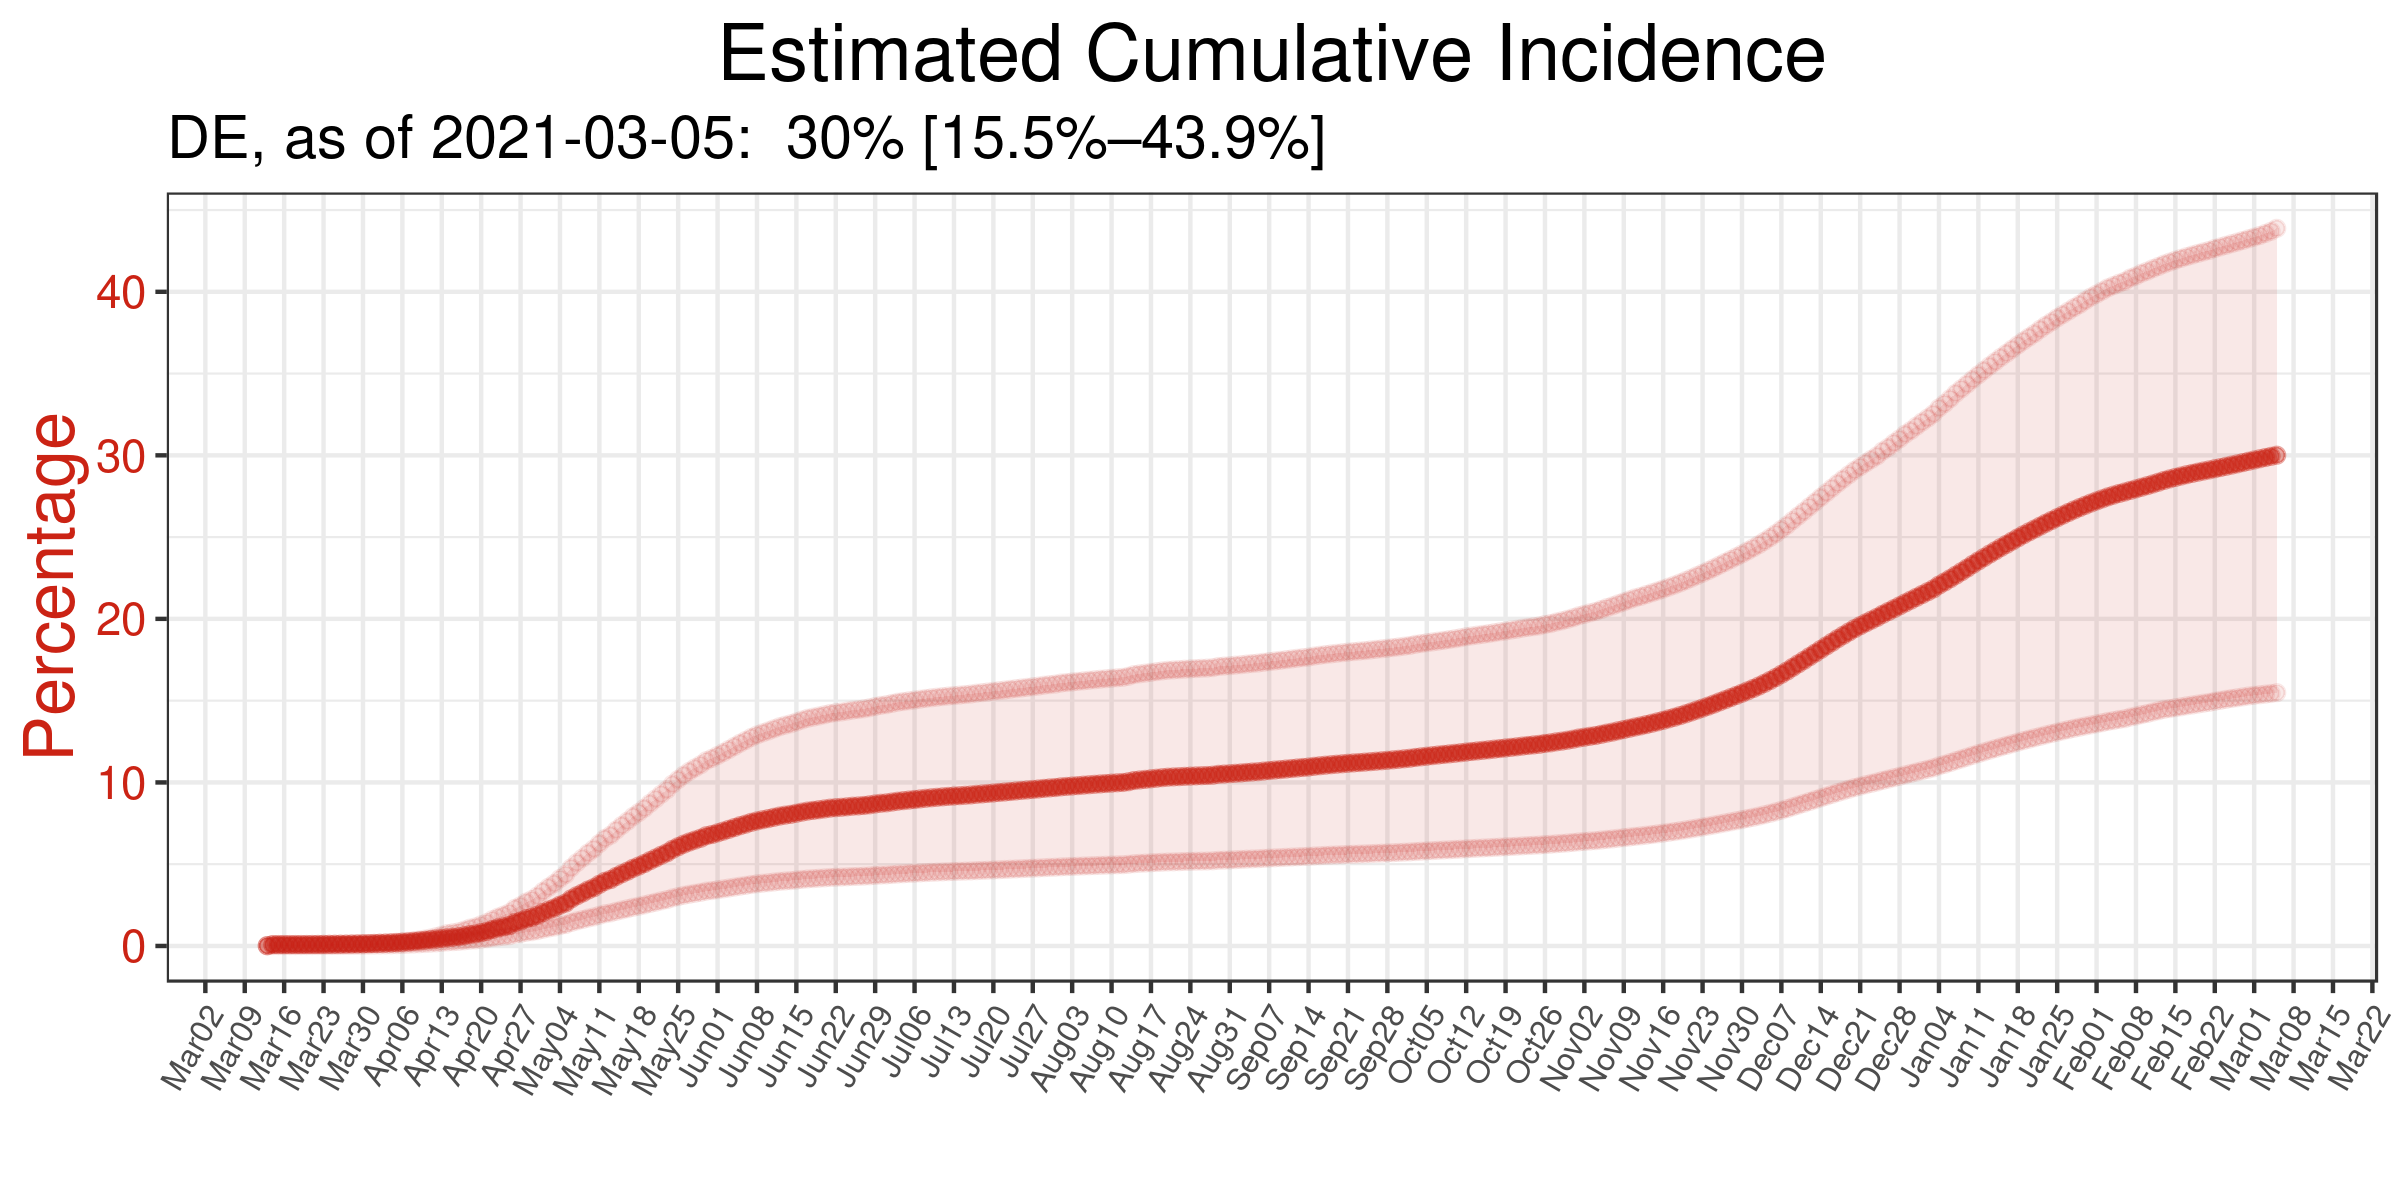 Estimated Cumulative Incidence
DE, as of 2021-03-05:  30% [15.5%–43.9%]
Percentage
40
30
20
10
0
Mar02
Mar09
Mar16
Mar23
Mar30
Apr06
Apr13
Apr20
Apr27
May04
May11
May18
May25
Jun01
Jun08
Jun15
Jun22
Jun29
Jul06
Jul13
Jul20
Jul27
Aug03
Aug10
Aug17
Aug24
Aug31
Sep07
Sep14
Sep21
Sep28
Oct05
Oct12
Oct19
Oct26
Nov02
Nov09
Nov16
Nov23
Nov30
Dec07
Dec14
Dec21
Dec28
Jan04
Jan11
Jan18
Jan25
Feb01
Feb08
Feb15
Feb22
Mar01
Mar08
Mar15
Mar22